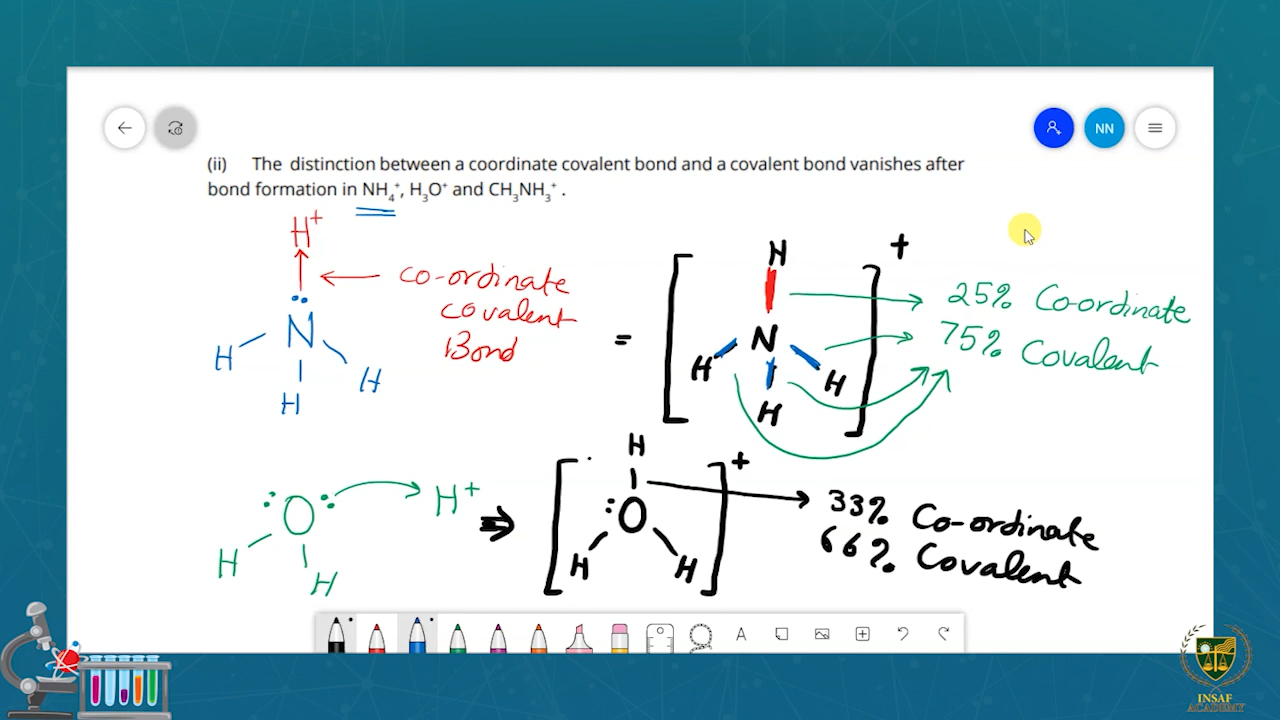 NN
(ii) The distinction between a coordinate covalent bond and a covalent bond vanishes after
bond formation in NH₄⁺, H₃O⁺ and CH₃NH₃⁺ .
H⁺
co-ordinate
covalent
Bond
N
H
H
H
=
[
H
N
H
H
H
]
+
25% Co-ordinate
75% Covalent
O
H
H
H⁺
⇒
[
H
:O
H
H
]
+
33% Co-ordinate
66% Covalent
A
INSAF
ACADEMY